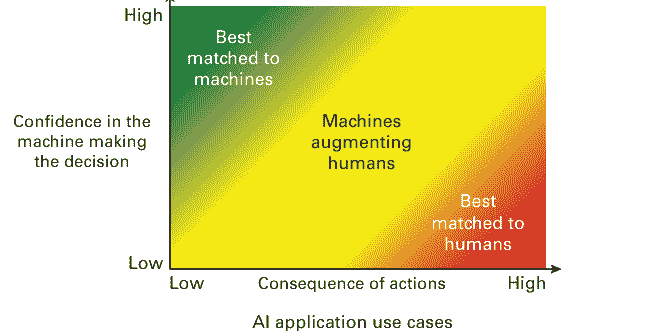 High
Best
matched to
machines
Confidence in the
machine making
the decision
Machines
augmenting
humans
Best
matched to
humans
Low
Low
Consequence of actions
High
AI application use cases